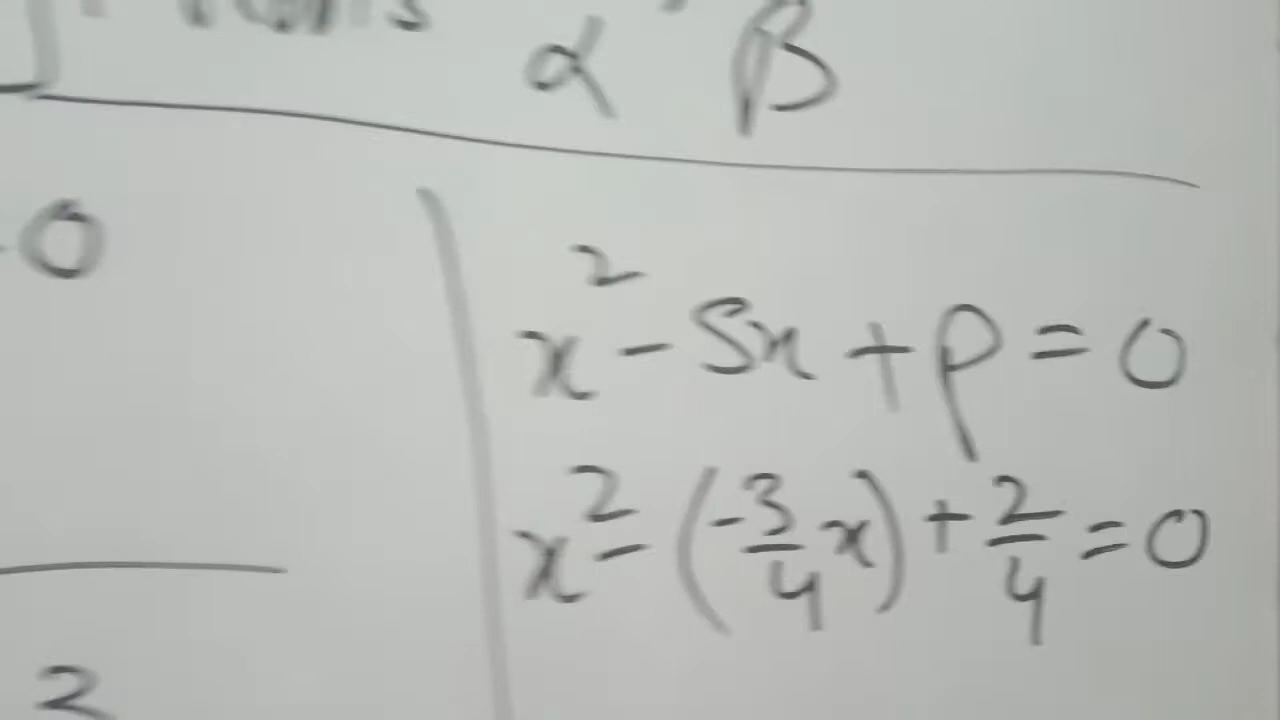 α β
0
x² - Sx + P = 0
x² - (-3/4 x) + 2/4 = 0
2